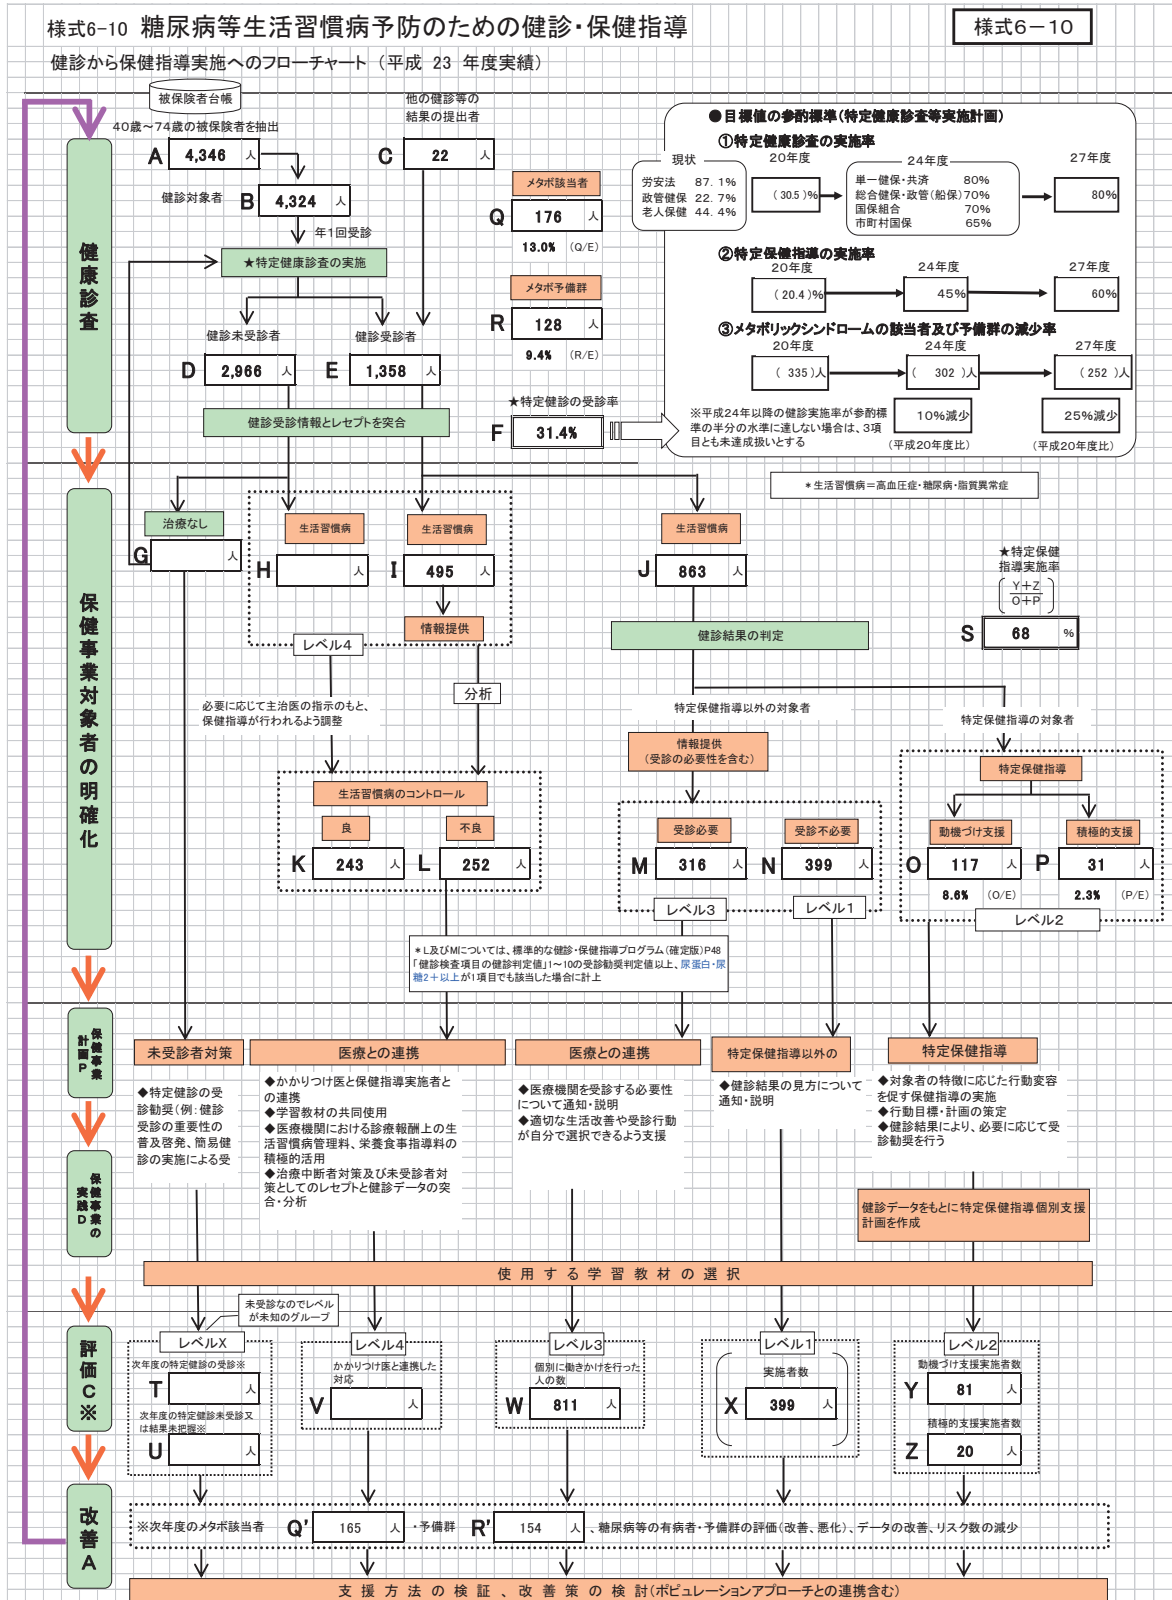 様式6-10 糖尿病等生活習慣病予防のための健診・保健指導
様式6－10
健診から保健指導実施へのフローチャート（平成 23 年度実績）
被保険者台帳
40歳～74歳の被保険者を抽出
A 4,346 人
他の健診等の
結果の提出者
C 22 人
健診対象者 B 4,324 人
年1回受診
★特定健康診査の実施
健診未受診者
D 2,966 人
健診受診者
E 1,358 人
健診受診情報とレセプトを突合
メタボ該当者
Q 176 人
13.0% (Q/E)
メタボ予備群
R 128 人
9.4% (R/E)
★特定健診の受診率
F 31.4%
●目標値の参酌標準（特定健康診査等実施計画）
①特定健康診査の実施率
現状
労安法 87.1%
政管健保 22.7%
老人保健 44.4%
20年度
（ 30.5 ）%
24年度
単一健保・共済 80%
総合健保・政管（船保）70%
国保組合 70%
市町村国保 65%
27年度
80%
②特定保健指導の実施率
20年度 24年度 27年度
（ 20.4 ）% 45% 60%
③メタボリックシンドロームの該当者及び予備群の減少率
20年度 24年度 27年度
（ 335）人 （ 302 ）人 （ 252 ）人
※平成24年以降の健診実施率が参酌標
準の半分の水準に達しない場合は、3項
目とも未達成扱いとする
10%減少
（平成20年度比）
25%減少
（平成20年度比）
健康診査
＊生活習慣病＝高血圧症・糖尿病・脂質異常症
治療なし
G 人
生活習慣病
H 人
生活習慣病
I 495 人
情報提供
レベル4
生活習慣病
J 863 人
健診結果の判定
★特定保健
指導実施率
Y+Z
O+P
S 68 %
分析
必要に応じて主治医の指示のもと、
保健指導が行われるよう調整
特定保健指導以外の対象者
特定保健指導の対象者
情報提供
（受診の必要性を含む）
特定保健指導
生活習慣病のコントロール
良
K 243 人
不良
L 252 人
受診必要
M 316 人
受診不必要
N 399 人
レベル3
レベル1
動機づけ支援
O 117 人
8.6% (O/E)
積極的支援
P 31 人
2.3% (P/E)
レベル2
＊L及びMについては、標準的な健診・保健指導プログラム（確定版）P48
「健診検査項目の健診判定値」1～10の受診勧奨判定値以上、尿蛋白・尿
糖2＋以上が1項目でも該当した場合に計上
保健事業対象者の明確化
保健事業
計画P
未受診者対策
◆特定健診の受
診勧奨（例：健診
受診の重要性の
普及啓発、簡易健
診の実施による受
医療との連携
◆かかりつけ医と保健指導実施者と
の連携
◆学習教材の共同使用
◆医療機関における診療報酬上の生
活習慣病管理料、栄養食事指導料の
積極的活用
◆治療中断者対策及び未受診者対
策としてのレセプトと健診データの突
合・分析
医療との連携
◆医療機関を受診する必要性
について通知・説明
◆適切な生活改善や受診行動
が自分で選択できるよう支援
特定保健指導以外の
◆健診結果の見方について
通知・説明
特定保健指導
◆対象者の特徴に応じた行動変容
を促す保健指導の実施
◆行動目標・計画の策定
◆健診結果により、必要に応じて受
診勧奨を行う
保健事業の
実践D
健診データをもとに特定保健指導個別支援
計画を作成
使用する学習教材の選択
未受診なのでレベル
が未知のグループ
評価C※
レベルX
次年度の特定健診の受診※
T 人
次年度の特定健診未受診又
は結果未把握※
U 人
レベル4
かかりつけ医と連携した
対応
V 人
レベル3
個別に働きかけを行った
人の数
W 811 人
レベル1
実施者数
X 399 人
レベル2
動機づけ支援実施者数
Y 81 人
積極的支援実施者数
Z 20 人
改善A
※次年度のメタボ該当者 Q' 165 人 ・予備群 R' 154 人 、糖尿病等の有病者・予備群の評価（改善、悪化）、データの改善、リスク数の減少
支援方法の検証、改善策の検討（ポピュレーションアプローチとの連携含む）